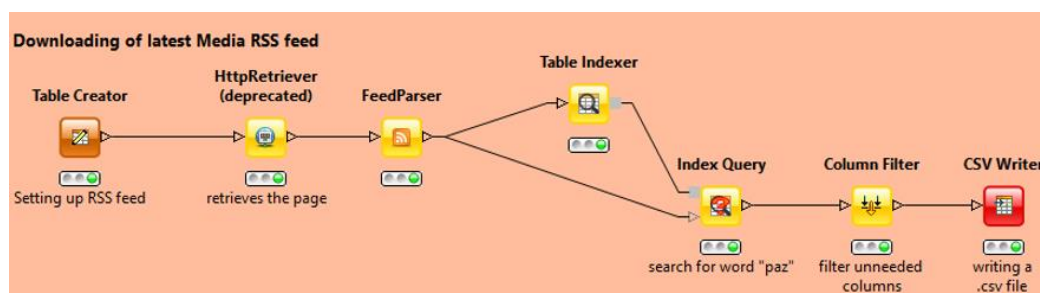 Downloading of latest Media RSS feed
Table Creator
Setting up RSS feed
HttpRetriever
(deprecated)
retrieves the page
FeedParser
Table Indexer
Index Query
search for word "paz"
Column Filter
filter unneeded
columns
CSV Writer
writing a
.csv file